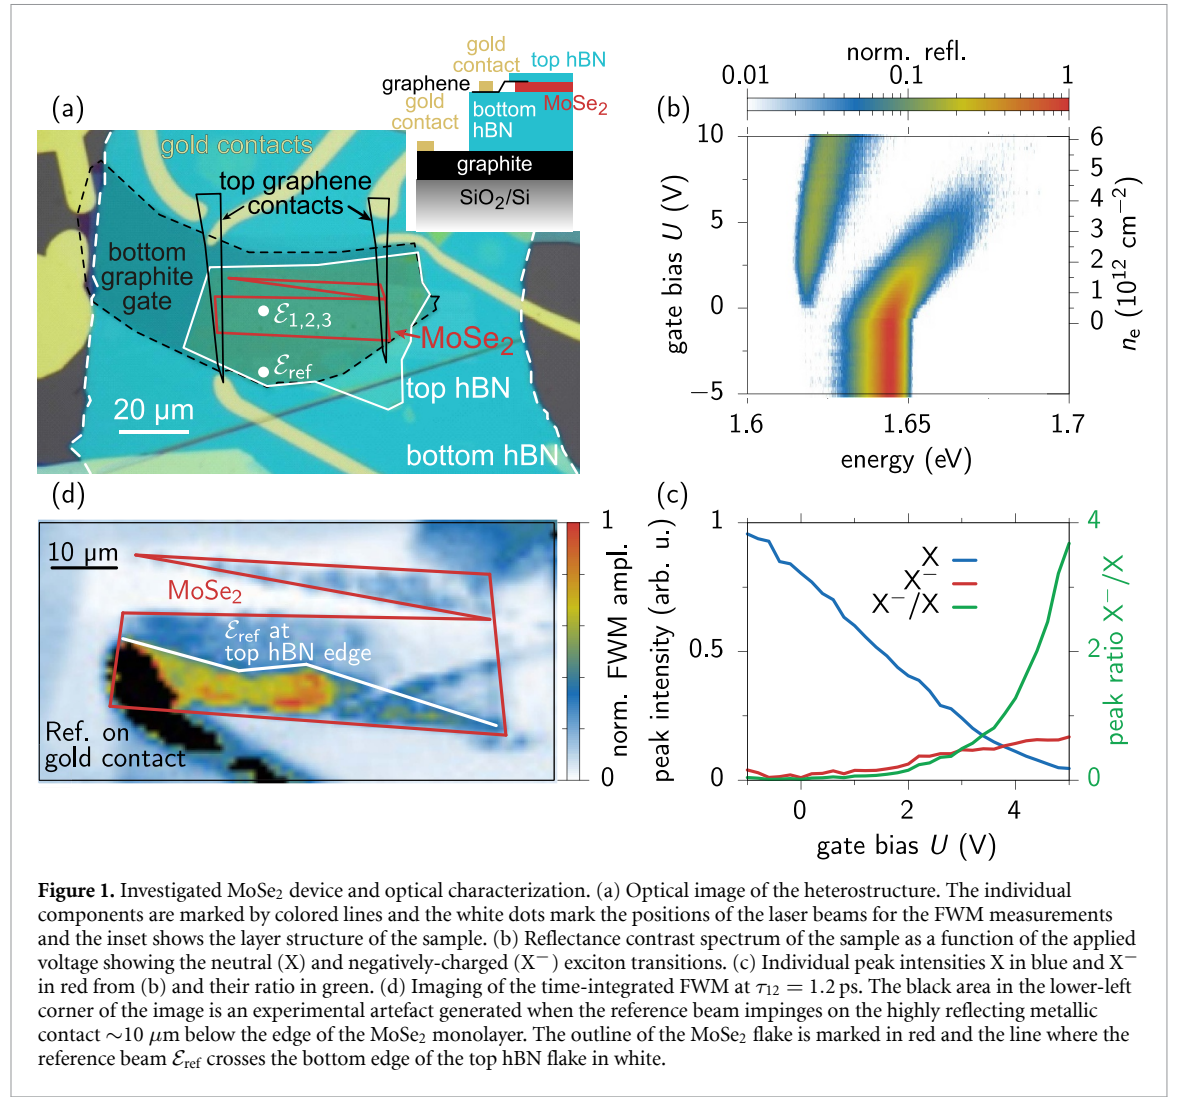 (a)
gold contacts
top graphene
contacts
bottom
graphite
gate
ℰ1,2,3
MoSe2
ℰref
top hBN
20 μm
bottom hBN
gold
contact
top hBN
graphene
gold
contact
MoSe2
bottom
hBN
graphite
SiO2/Si
(b)
norm. refl.
0.01 0.1 1
gate bias U (V)
10
5
0
−5
6
5
4
3
2
1
0
ne (10^12 cm−2)
1.6 1.65 1.7
energy (eV)
(d)
10 μm
MoSe2
ℰref at
top hBN edge
Ref. on
gold contact
1
0
norm. FWM ampl.
(c)
peak intensity (arb. u.)
1
0.5
0
X
X−
X−/X
4
2
0
peak ratio X−/X
0 2 4
gate bias U (V)
Figure 1. Investigated MoSe2 device and optical characterization. (a) Optical image of the heterostructure. The individual
components are marked by colored lines and the white dots mark the positions of the laser beams for the FWM measurements
and the inset shows the layer structure of the sample. (b) Reflectance contrast spectrum of the sample as a function of the applied
voltage showing the neutral (X) and negatively-charged (X−) exciton transitions. (c) Individual peak intensities X in blue and X−
in red from (b) and their ratio in green. (d) Imaging of the time-integrated FWM at τ12 = 1.2 ps. The black area in the lower-left
corner of the image is an experimental artefact generated when the reference beam impinges on the highly reflecting metallic
contact ∼10 μm below the edge of the MoSe2 monolayer. The outline of the MoSe2 flake is marked in red and the line where the
reference beam ℰref crosses the bottom edge of the top hBN flake in white.